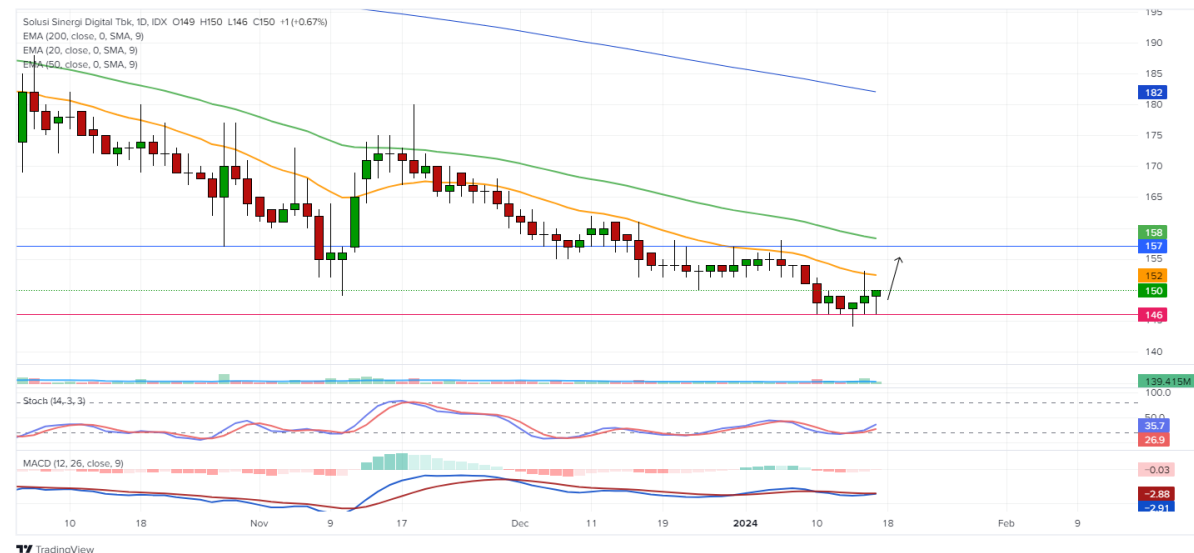 Solusi Sinergi Digital Tbk, 1D, IDX O149 H150 L146 C150 +1 (+0.67%)
EMA (200, close, 0, SMA, 9)
EMA (20, close, 0, SMA, 9)
EMA (50, close, 0, SMA, 9)
195
190
185
182
180
175
170
165
160
158
157
155
152
150
146
145
140
139.415M
Stoch (14, 3, 3)
100.0
50.0
35.7
26.9
MACD (12, 26, close, 9)
-0.03
-2.88
-2.91
10 18 Nov 9 17 Dec 11 19 2024 10 18 Feb 9
TradingView